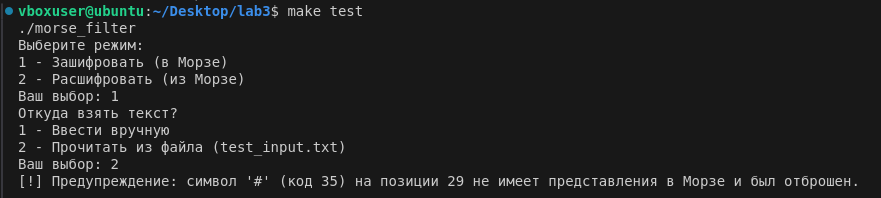 vboxuser@ubuntu:~/Desktop/lab3$ make test
./morse_filter
Выберите режим:
1 - Зашифровать (в Морзе)
2 - Расшифровать (из Морзе)
Ваш выбор: 1
Откуда взять текст?
1 - Ввести вручную
2 - Прочитать из файла (test_input.txt)
Ваш выбор: 2
[!] Предупреждение: символ '#' (код 35) на позиции 29 не имеет представления в Морзе и был отброшен.